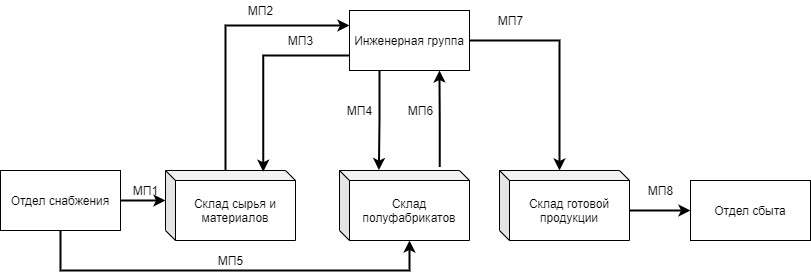 МП2
Инженерная группа
МП7
МП3
МП4
МП6
Отдел снабжения
МП1
Склад сырья и
материалов
Склад
полуфабрикатов
Склад готовой
продукции
МП8
Отдел сбыта
МП5